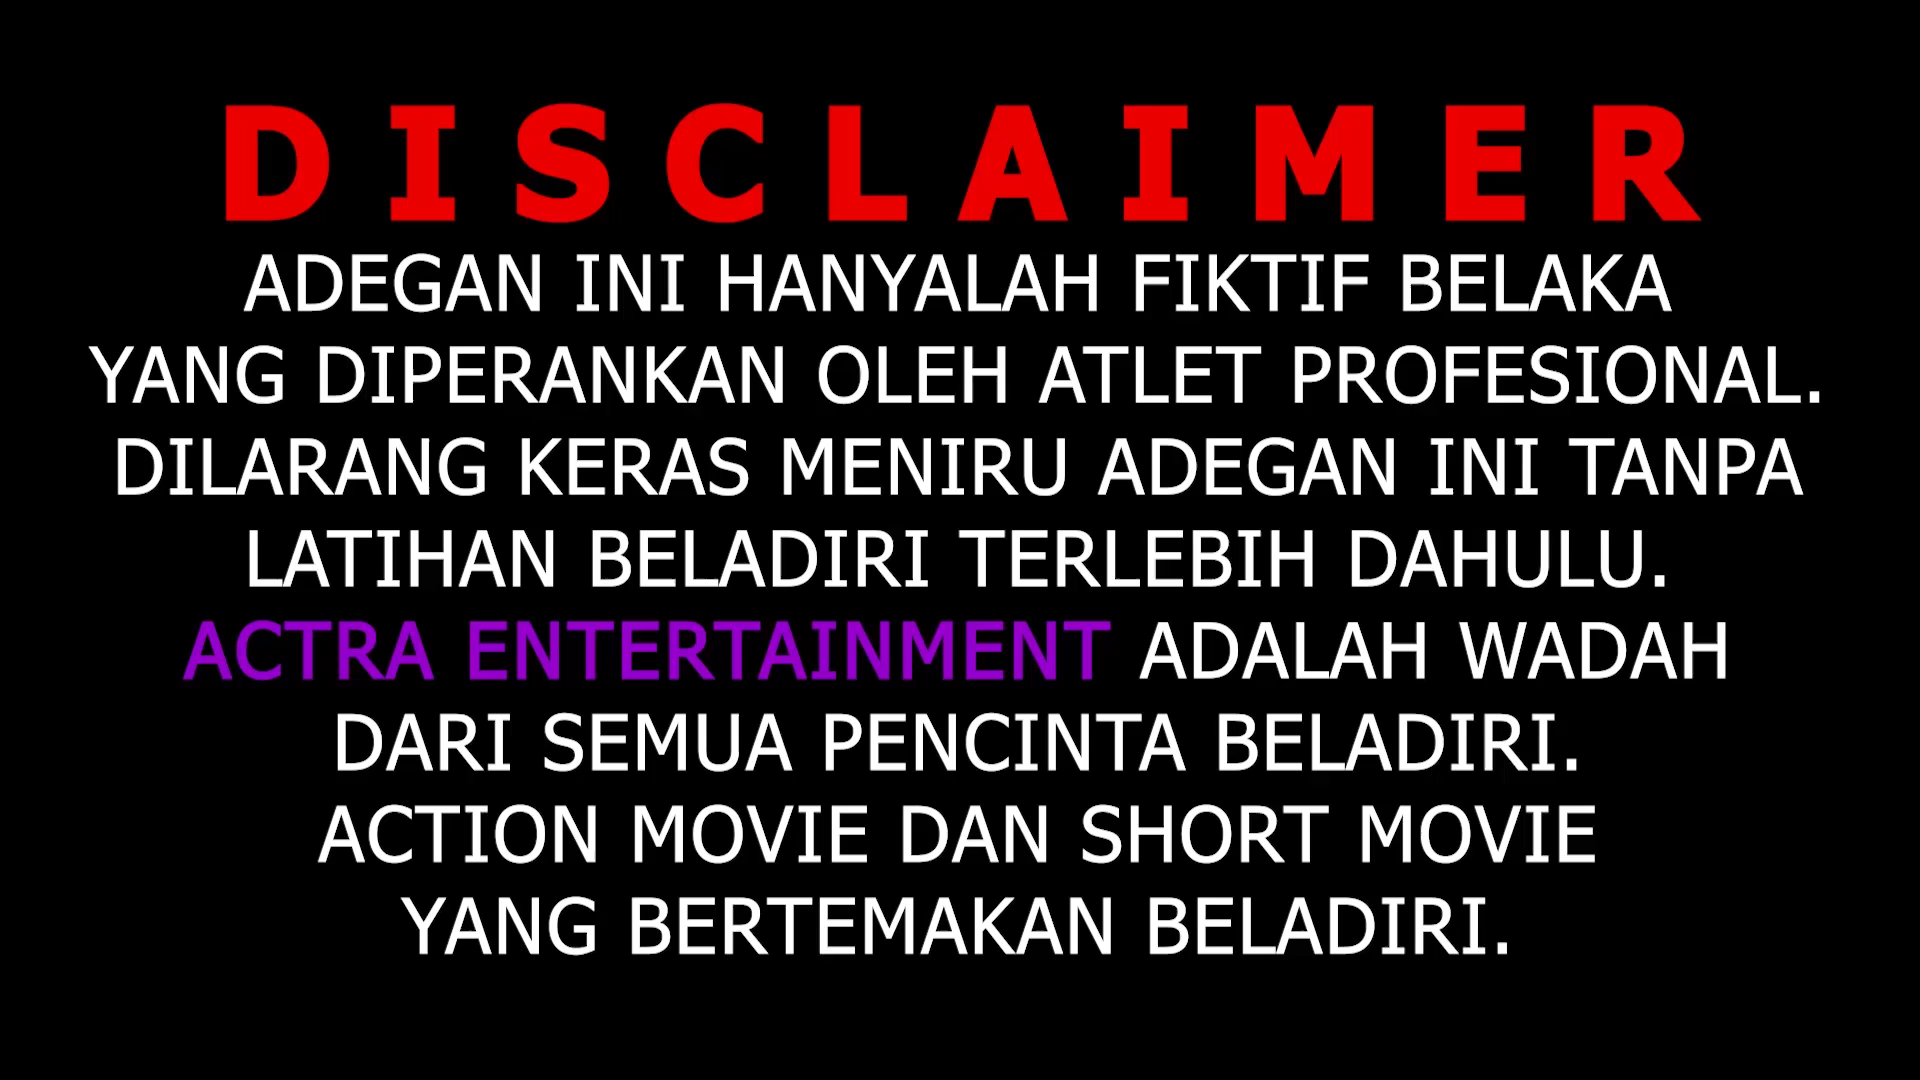 DISCLAIMER
ADEGAN INI HANYALAH FIKTIF BELAKA
YANG DIPERANKAN OLEH ATLET PROFESIONAL.
DILARANG KERAS MENIRU ADEGAN INI TANPA
LATIHAN BELADIRI TERLEBIH DAHULU.
ACTRA ENTERTAINMENT ADALAH WADAH
DARI SEMUA PENCINTA BELADIRI.
ACTION MOVIE DAN SHORT MOVIE
YANG BERTEMAKAN BELADIRI.